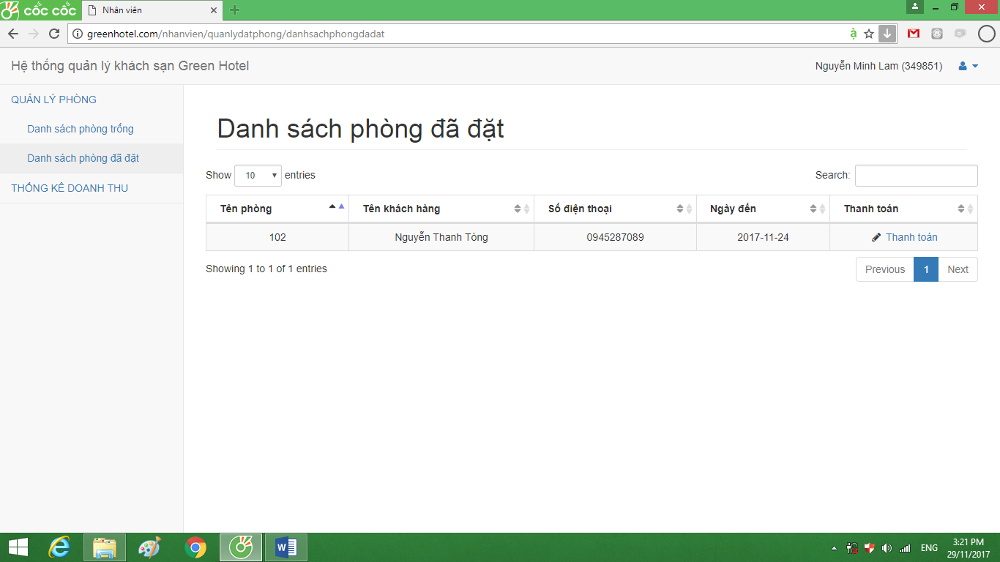 cốc cốc
Nhân viên
greenhotel.com/nhanvien/quanlydatphong/danhsachphongdadat
Hệ thống quản lý khách sạn Green Hotel
Nguyễn Minh Lam (349851)
QUẢN LÝ PHÒNG
Danh sách phòng trống
Danh sách phòng đã đặt
THỐNG KÊ DOANH THU
Danh sách phòng đã đặt
Show 10 entries
Search:
Tên phòng Tên khách hàng Số điện thoại Ngày đến Thanh toán
102 Nguyễn Thanh Tòng 0945287089 2017-11-24 Thanh toán
Showing 1 to 1 of 1 entries
Previous 1 Next
ENG
3:21 PM
29/11/2017